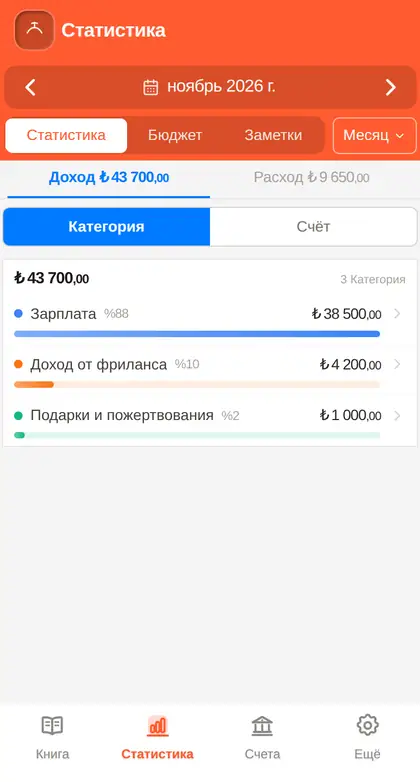 Статистика
ноябрь 2026 г.
Статистика Бюджет Заметки Месяц
Доход ₺43 700,00 Расход ₺9 650,00
Категория Счёт
₺43 700,00 3 Категория
Зарплата %88 ₺38 500,00
Доход от фриланса %10 ₺4 200,00
Подарки и пожертвования %2 ₺1 000,00
Книга Статистика Счета Ещё